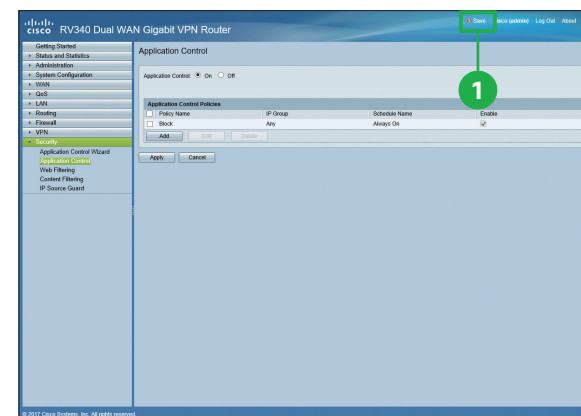 cisco RV340 Dual WAN Gigabit VPN Router
Save cisco (admin) Log Out About
Getting Started
Status and Statistics
Administration
System Configuration
WAN
QoS
LAN
Routing
Firewall
VPN
Security
Application Control Wizard
Application Control
Web Filtering
Content Filtering
IP Source Guard
Application Control
Application Control: On Off
1
Application Control Policies
Policy Name IP Group Schedule Name Enable
Block Any Always On
Add Edit Delete
Apply Cancel
© 2017 Cisco Systems, Inc. All rights reserved.